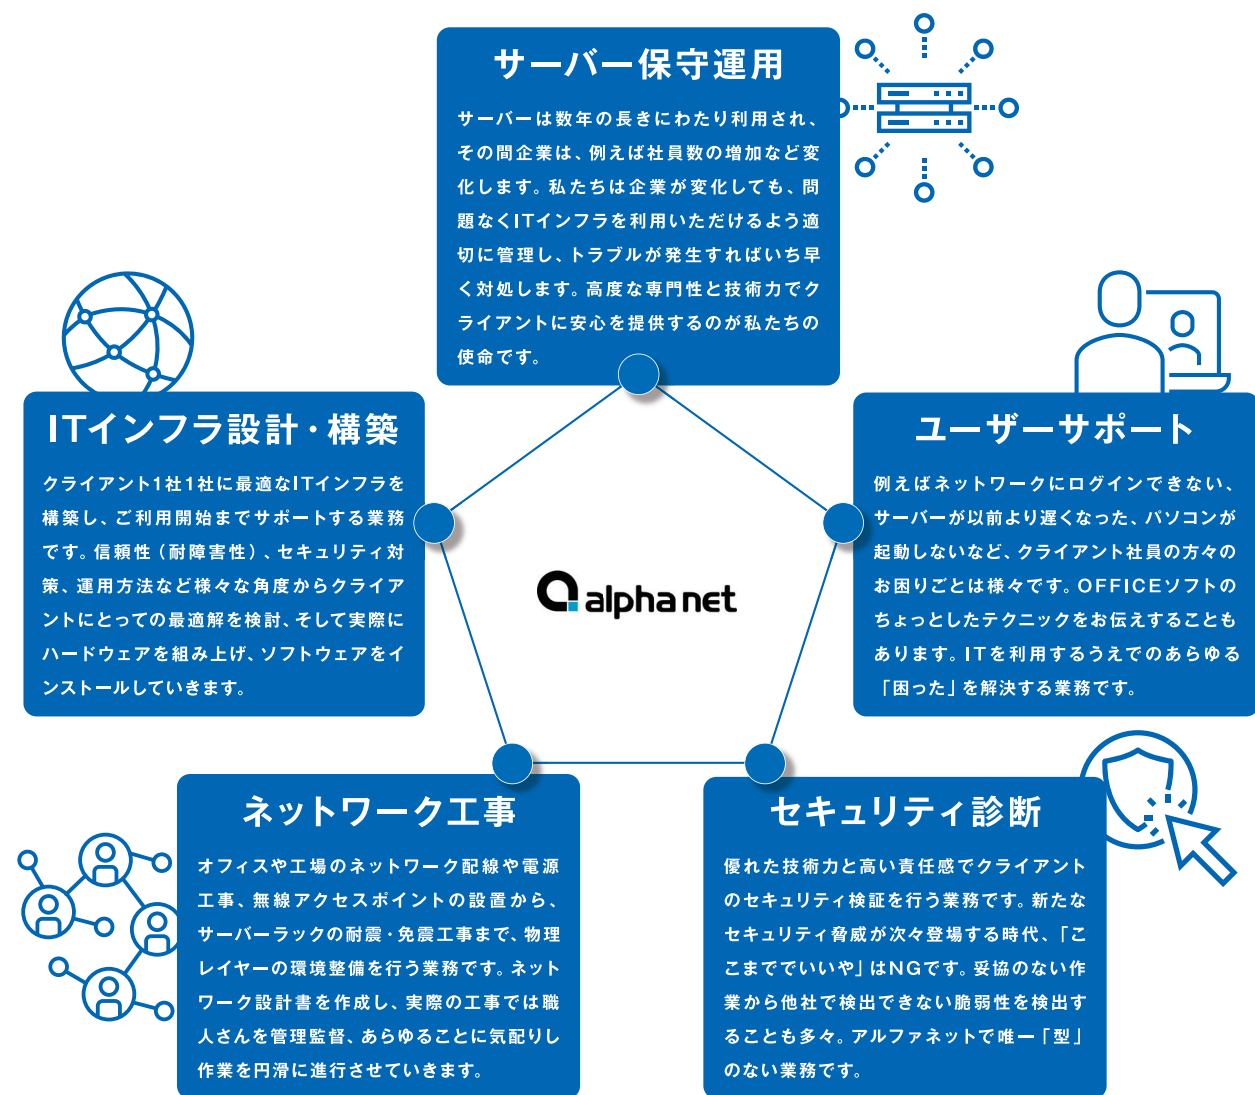 サーバー保守運用
サーバーは数年の長きにわたり利用され、
その間企業は、例えば社員数の増加など変
化します。私たちは企業が変化しても、問
題なくITインフラを利用いただけるよう適
切に管理し、トラブルが発生すればいち早
く対処します。高度な専門性と技術力でク
ライアントに安心を提供するのが私たちの
使命です。
ITインフラ設計・構築
クライアント1社1社に最適なITインフラを
構築し、ご利用開始までサポートする業務
です。信頼性（耐障害性）、セキュリティ対
策、運用方法など様々な角度からクライア
ントにとっての最適解を検討、そして実際に
ハードウェアを組み上げ、ソフトウェアをイ
ンストールしていきます。
ユーザーサポート
例えばネットワークにログインできない、
サーバーが以前より遅くなった、パソコンが
起動しないなど、クライアント社員の方々の
お困りごとは様々です。OFFICEソフトの
ちょっとしたテクニックをお伝えすることも
あります。ITを利用するうえでのあらゆる
「困った」を解決する業務です。
alpha net
ネットワーク工事
オフィスや工場のネットワーク配線や電源
工事、無線アクセスポイントの設置から、
サーバーラックの耐震・免震工事まで、物理
レイヤーの環境整備を行う業務です。ネット
ワーク設計書を作成し、実際の工事では職
人さんを管理監督、あらゆることに気配りし
作業を円滑に進行させていきます。
セキュリティ診断
優れた技術力と高い責任感でクライアント
のセキュリティ検証を行う業務です。新たな
セキュリティ脅威が次々登場する時代、「こ
こまででいいや」はNGです。妥協のない作
業から他社で検出できない脆弱性を検出す
ることも多々。アルファネットで唯一「型」
のない業務です。